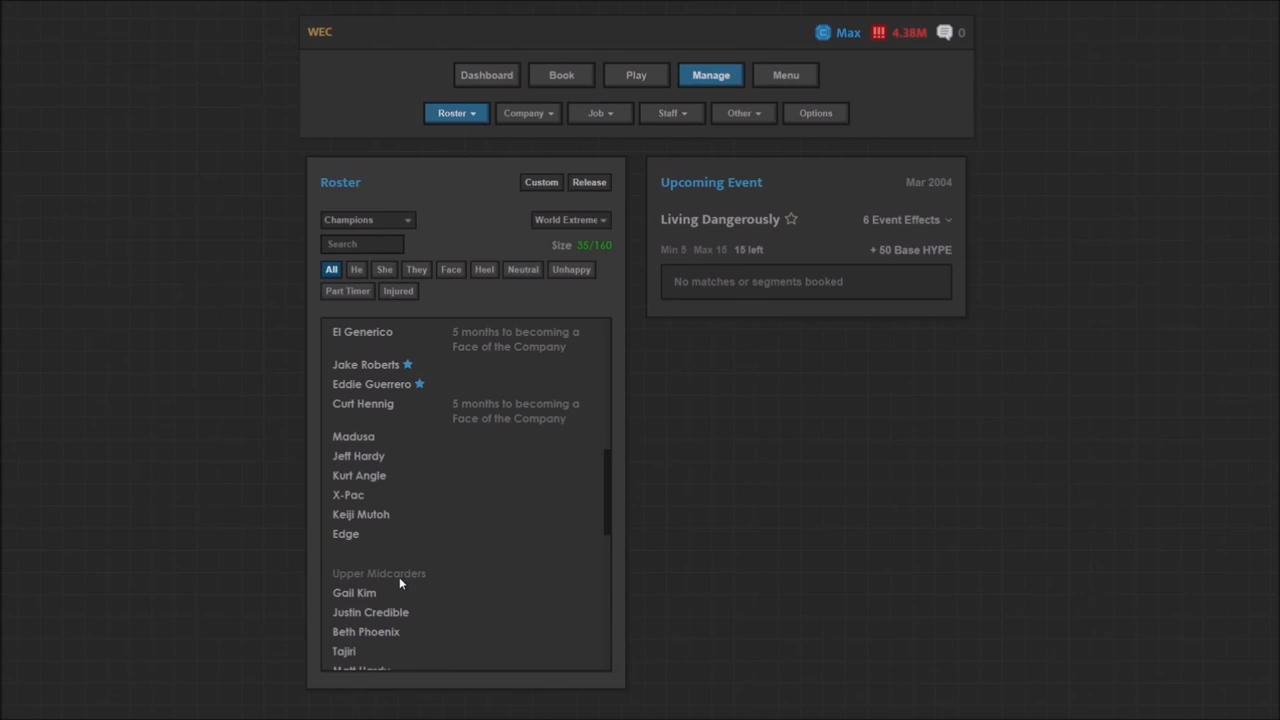 WEC
Max 4.38M 0
Dashboard Book Play Manage Menu
Roster Company Job Staff Other Options
Roster Custom Release
Champions World Extreme
Search Size 35/160
All He She They Face Heel Neutral Unhappy
Part Timer Injured
El Generico 5 months to becoming a
Face of the Company
Jake Roberts
Eddie Guerrero
Curt Hennig 5 months to becoming a
Face of the Company
Madusa
Jeff Hardy
Kurt Angle
X-Pac
Keiji Mutoh
Edge
Upper Midcarders
Gail Kim
Justin Credible
Beth Phoenix
Tajiri
Matt Hardy
Upcoming Event Mar 2004
Living Dangerously 6 Event Effects
Min 5 Max 15 15 left + 50 Base HYPE
No matches or segments booked